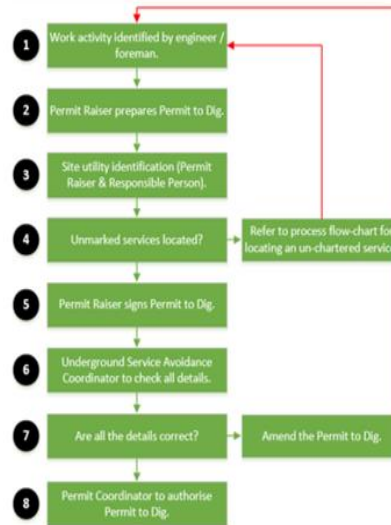 1
Work activity identified by engineer /
foreman.
2
Permit Raiser prepares Permit to Dig.
3
Site utility identification (Permit
Raiser & Responsible Person).
4
Unmarked services located?
Refer to process flow-chart for
locating an un-chartered service
5
Permit Raiser signs Permit to Dig.
6
Underground Service Avoidance
Coordinator to check all details.
7
Are all the details correct?
Amend the Permit to Dig.
8
Permit Coordinator to authorise
Permit to Dig.